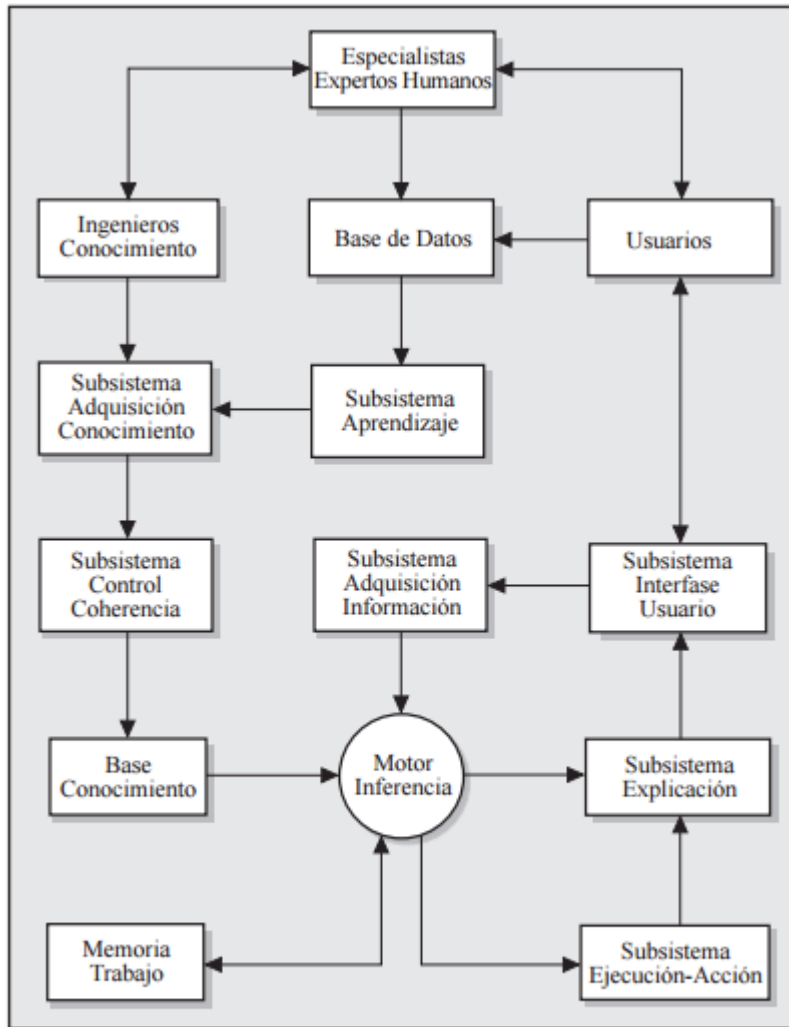 Especialistas
Expertos Humanos
Ingenieros
Conocimiento
Base de Datos
Usuarios
Subsistema
Adquisición
Conocimiento
Subsistema
Aprendizaje
Subsistema
Control
Coherencia
Subsistema
Adquisición
Información
Subsistema
Interfase
Usuario
Base
Conocimiento
Motor
Inferencia
Subsistema
Explicación
Memoria
Trabajo
Subsistema
Ejecución-Acción